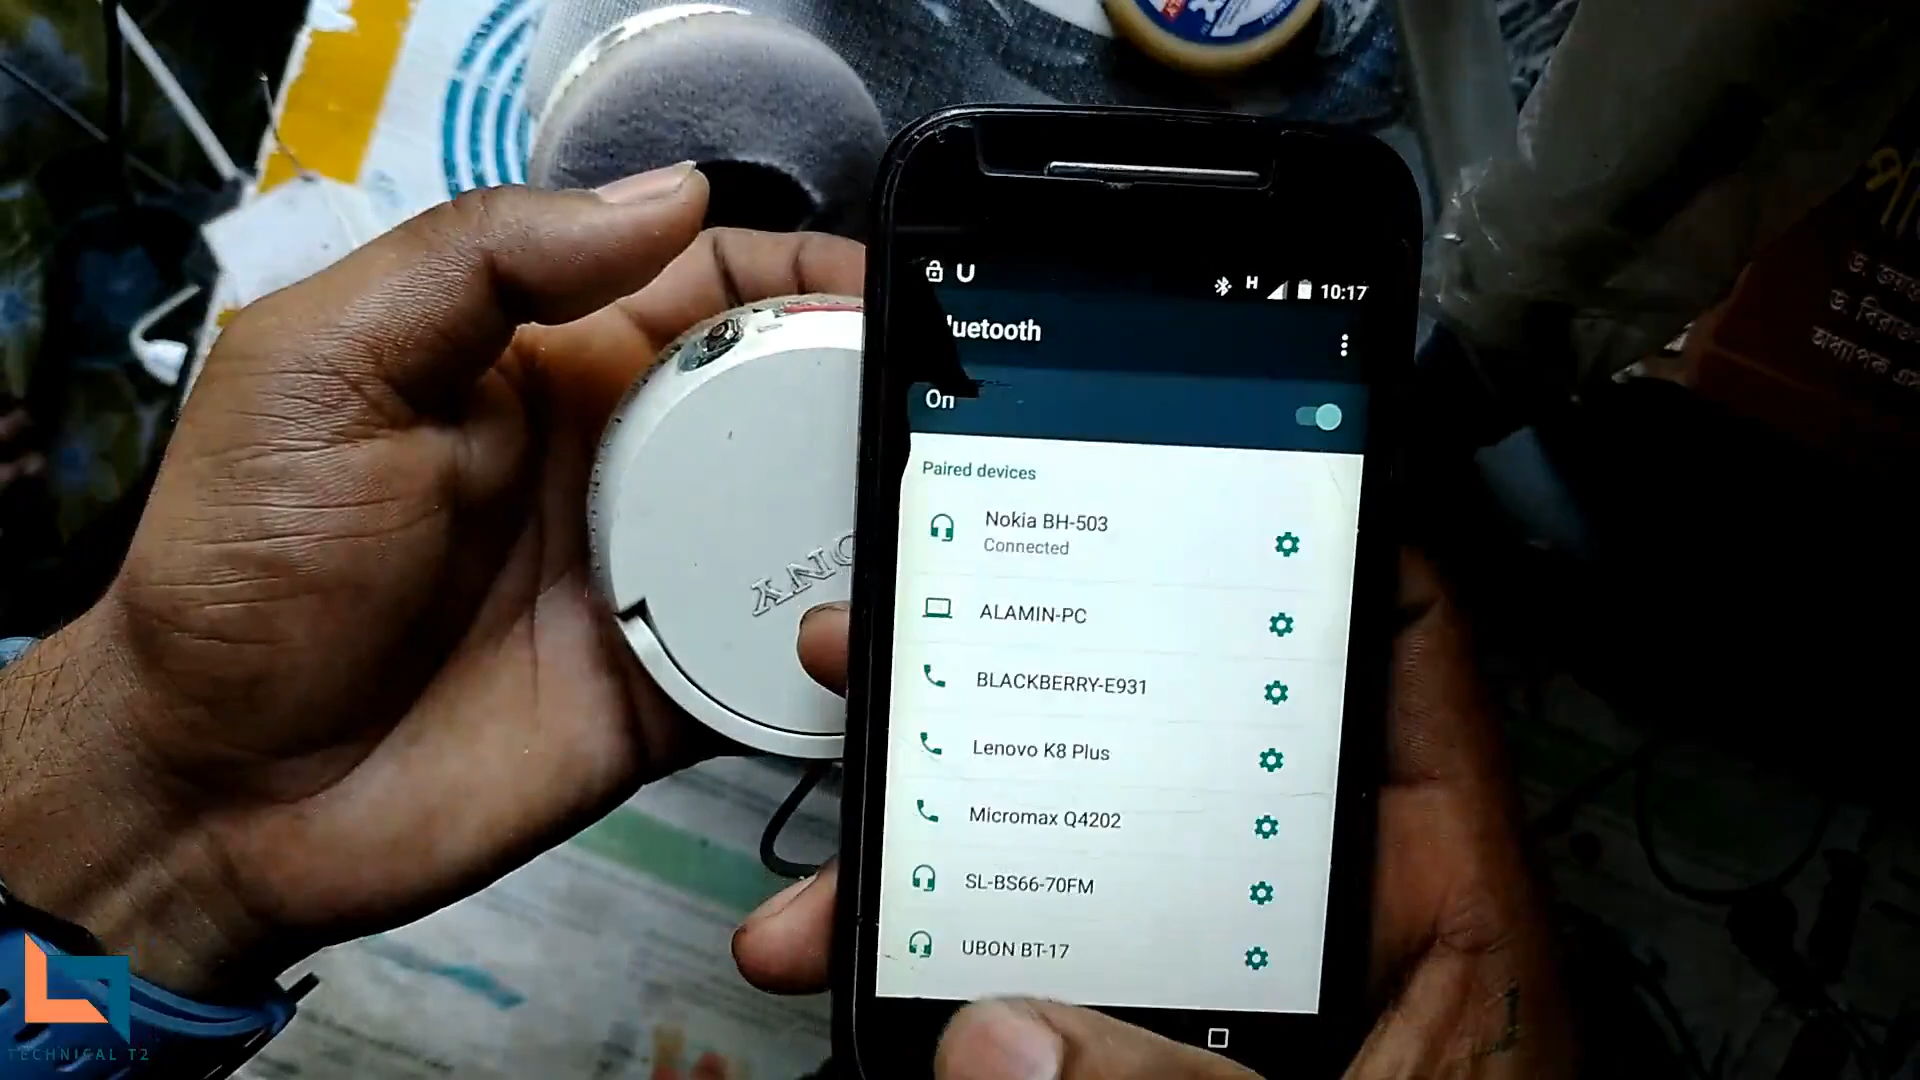 10:17
H
luetooth
On
Paired devices
Nokia BH-503
Connected
ALAMIN-PC
BLACKBERRY-E931
Lenovo K8 Plus
Micromax Q4202
SL-BS66-70FM
UBON BT-17
ONY
TECHNICAL T2